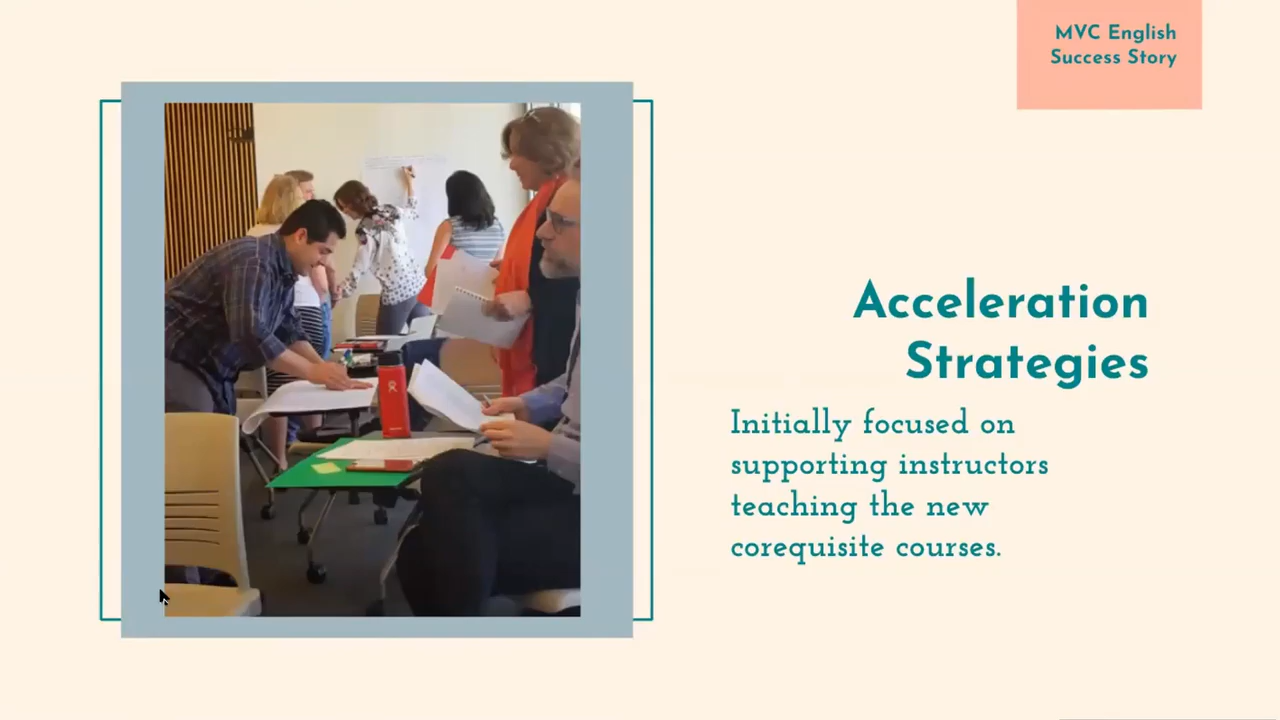 MVC English
Success Story
Acceleration
Strategies
Initially focused on
supporting instructors
teaching the new
corequisite courses.